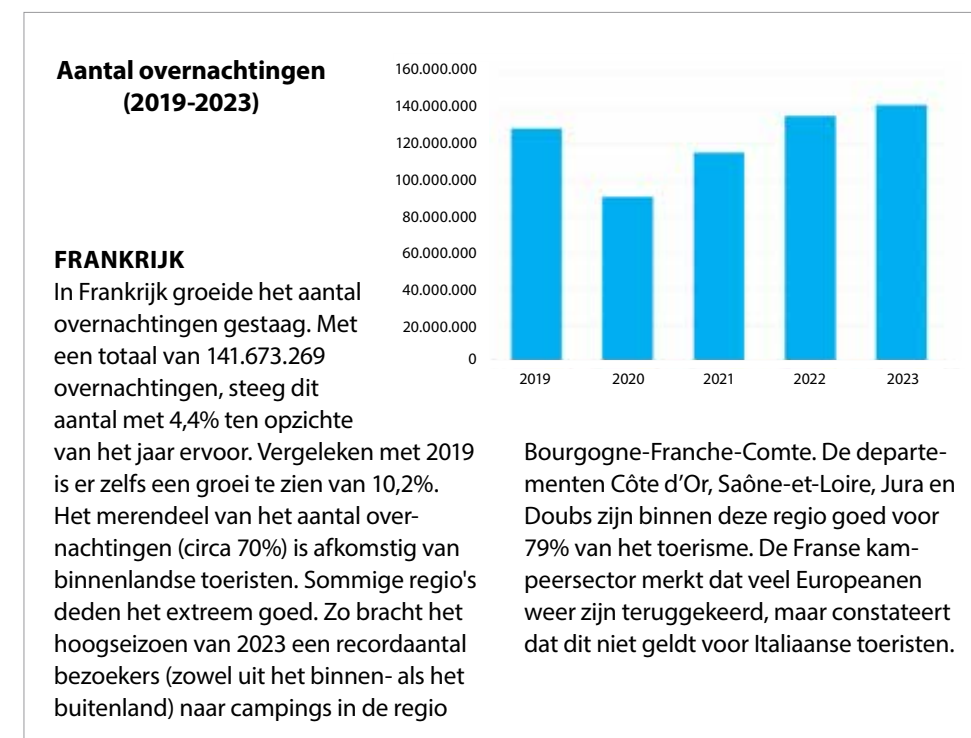 Aantal overnachtingen
(2019-2023)
160.000.000
140.000.000
120.000.000
100.000.000
80.000.000
60.000.000
40.000.000
20.000.000
0
2019 2020 2021 2022 2023
FRANKRIJK
In Frankrijk groeide het aantal
overnachtingen gestaag. Met
een totaal van 141.673.269
overnachtingen, steeg dit
aantal met 4,4% ten opzichte
van het jaar ervoor. Vergeleken met 2019
is er zelfs een groei te zien van 10,2%.
Het merendeel van het aantal over-
nachtingen (circa 70%) is afkomstig van
binnenlandse toeristen. Sommige regio's
deden het extreem goed. Zo bracht het
hoogseizoen van 2023 een recordaantal
bezoekers (zowel uit het binnen- als het
buitenland) naar campings in de regio
Bourgogne-Franche-Comte. De departe-
menten Côte d'Or, Saône-et-Loire, Jura en
Doubs zijn binnen deze regio goed voor
79% van het toerisme. De Franse kam-
peersector merkt dat veel Europeanen
weer zijn teruggekeerd, maar constateert
dat dit niet geldt voor Italiaanse toeristen.